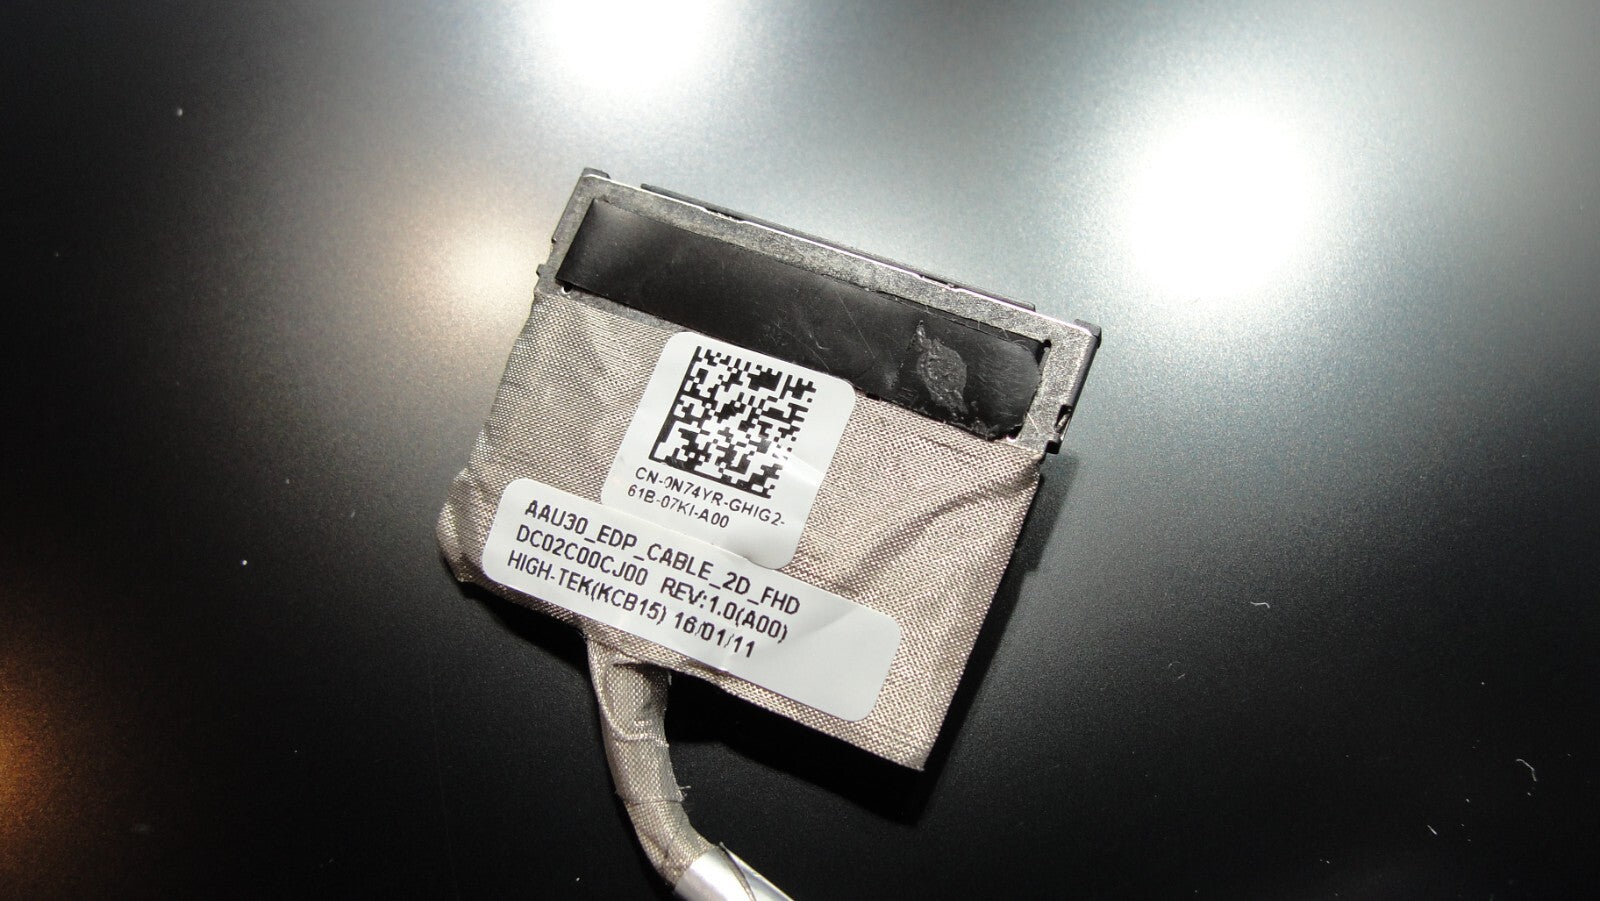 CN-0N74YR-GHIG2-
61B-07KI-A00
AAU30_EDP_CABLE_2D_FHD
DC02C00CJ00 REV:1.0(A00)
HIGH-TEK(KCB15) 16/01/11